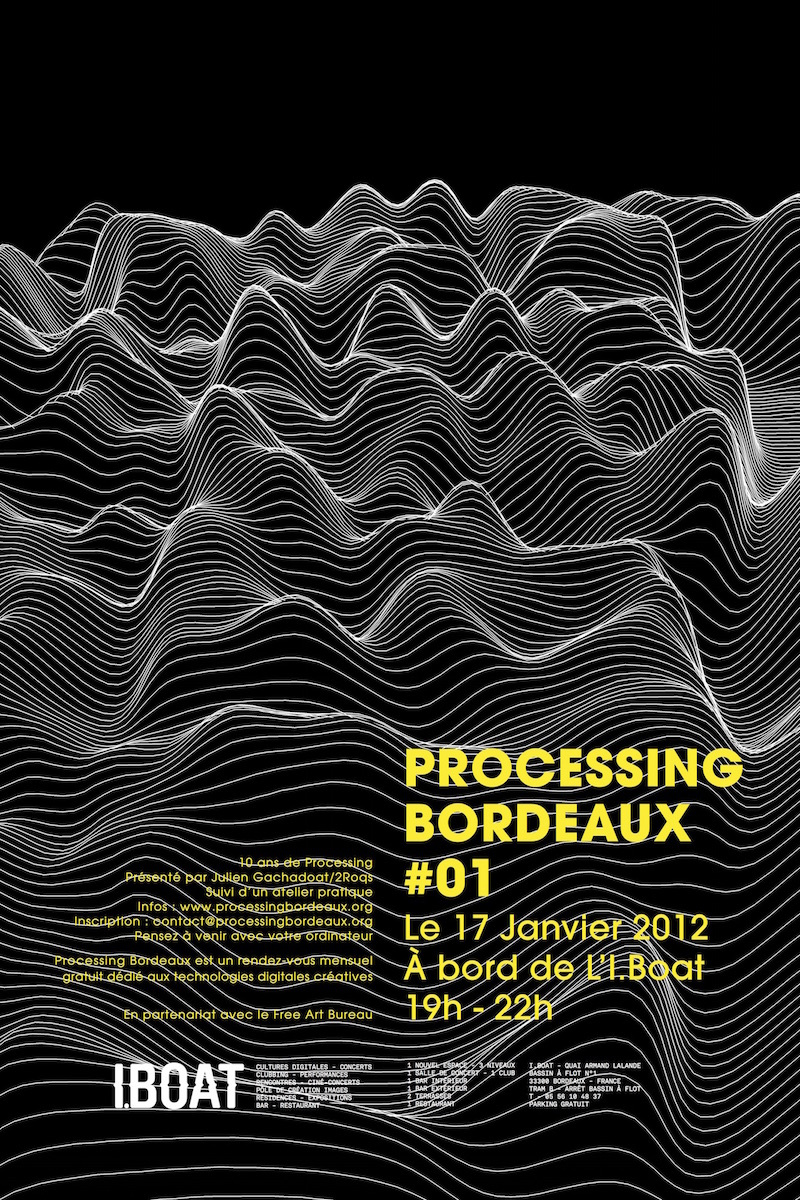 PROCESSING
BORDEAUX
#01
Le 17 Janvier 2012
À bord de L'I.Boat
19h - 22h
10 ans de Processing
Présenté par Julien Gachadoat/2Roqs
Suivi d'un atelier pratique
Infos : www.processingbordeaux.org
Inscription : contact@processingbordeaux.org
Pensez à venir avec votre ordinateur
Processing Bordeaux est un rendez-vous mensuel
gratuit dédié aux technologies digitales créatives
En partenariat avec le Free Art Bureau
I.BOAT
CULTURES DIGITALES - CONCERTS
CLUBBING - PERFORMANCES
RENCONTRES - CINÉ-CONCERTS
PÔLE DE CRÉATION IMAGES
RÉSIDENCES - EXPOSITIONS
BAR - RESTAURANT
1 NOUVEL ESPACE - 3 NIVEAUX
1 SALLE DE CONCERT - 1 CLUB
1 BAR INTÉRIEUR
1 BAR EXTÉRIEUR
2 TERRASSES
1 RESTAURANT
I.BOAT - QUAI ARMAND LALANDE
BASSIN À FLOT N°1
33300 BORDEAUX - FRANCE
TRAM B - ARRÊT BASSIN À FLOT
T - 05 56 10 48 37
PARKING GRATUIT